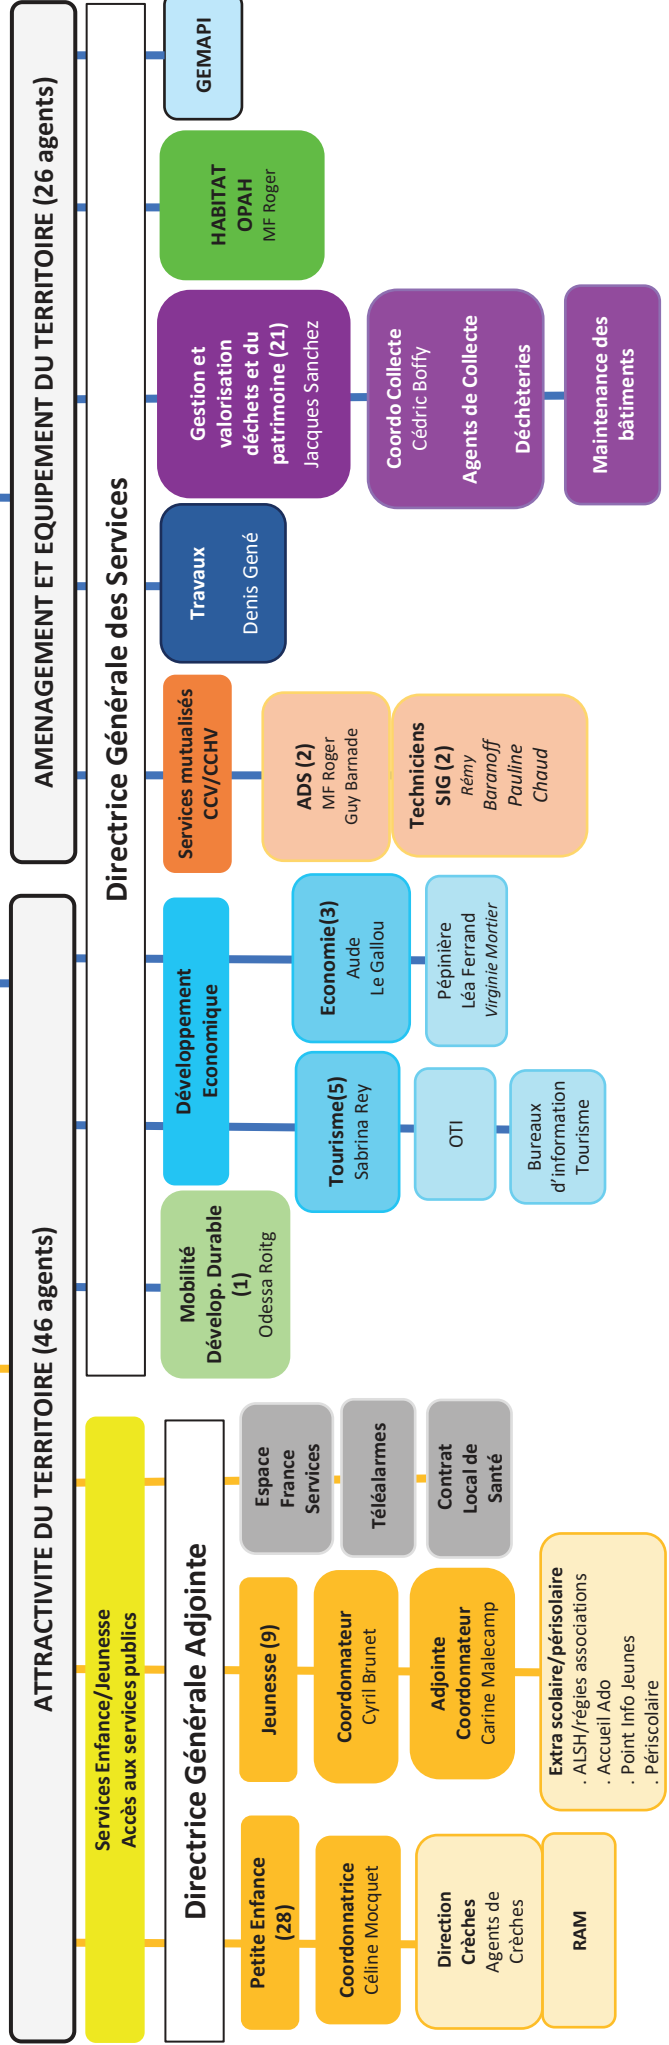 ATTRACTIVITE DU TERRITOIRE (46 agents)
AMENAGEMENT ET EQUIPEMENT DU TERRITOIRE (26 agents)
Services Enfance/Jeunesse
Accès aux services publics
Directrice Générale Adjointe
Directrice Générale des Services
Petite Enfance
(28)
Coordonnatrice
Céline Mocquet
Direction
Crèches
Agents de
Crèches
RAM
Jeunesse (9)
Coordonnateur
Cyril Brunet
Adjointe
Coordonnateur
Carine Malecamp
Extra scolaire/périsolaire
. ALSH/régies associations
. Accueil Ado
. Point Info Jeunes
. Périscolaire
Espace
France
Services
Téléalarmes
Contrat
Local de
Santé
Mobilité
Dévelop. Durable
(1)
Odessa Roitg
Développement
Economique
Tourisme(5)
Sabrina Rey
OTI
Bureaux
d'information
Tourisme
Economie(3)
Aude
Le Gallou
Pépinière
Léa Ferrand
Virginie Mortier
Services mutualisés
CCV/CCHV
ADS (2)
MF Roger
Guy Barnade
Techniciens
SIG (2)
Rémy
Baranoff
Pauline
Chaud
Travaux
Denis Gené
Gestion et
valorisation
déchets et du
patrimoine (21)
Jacques Sanchez
Coordo Collecte
Cédric Boffy
Agents de Collecte
Déchèteries
Maintenance des
bâtiments
HABITAT
OPAH
MF Roger
GEMAPI